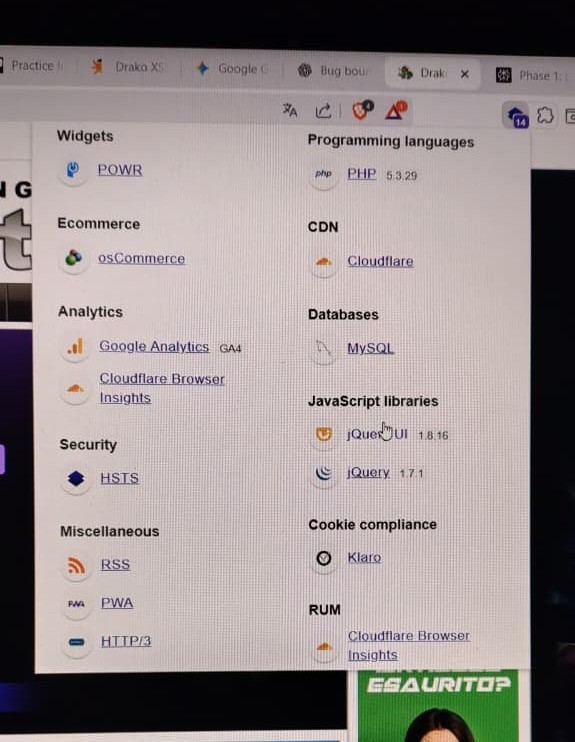 Practice
Drako XS
Google G
Bug boun
Drak
Phase 1:
14
Widgets
POWR
Ecommerce
osCommerce
Analytics
Google Analytics GA4
Cloudflare Browser
Insights
Security
HSTS
Miscellaneous
RSS
PWA PWA
HTTP/3
Programming languages
php PHP 5.3.29
CDN
Cloudflare
Databases
MySQL
JavaScript libraries
jQuery UI 1.8.16
jQuery 1.7.1
Cookie compliance
Klaro
RUM
Cloudflare Browser
Insights
ESAURITO?